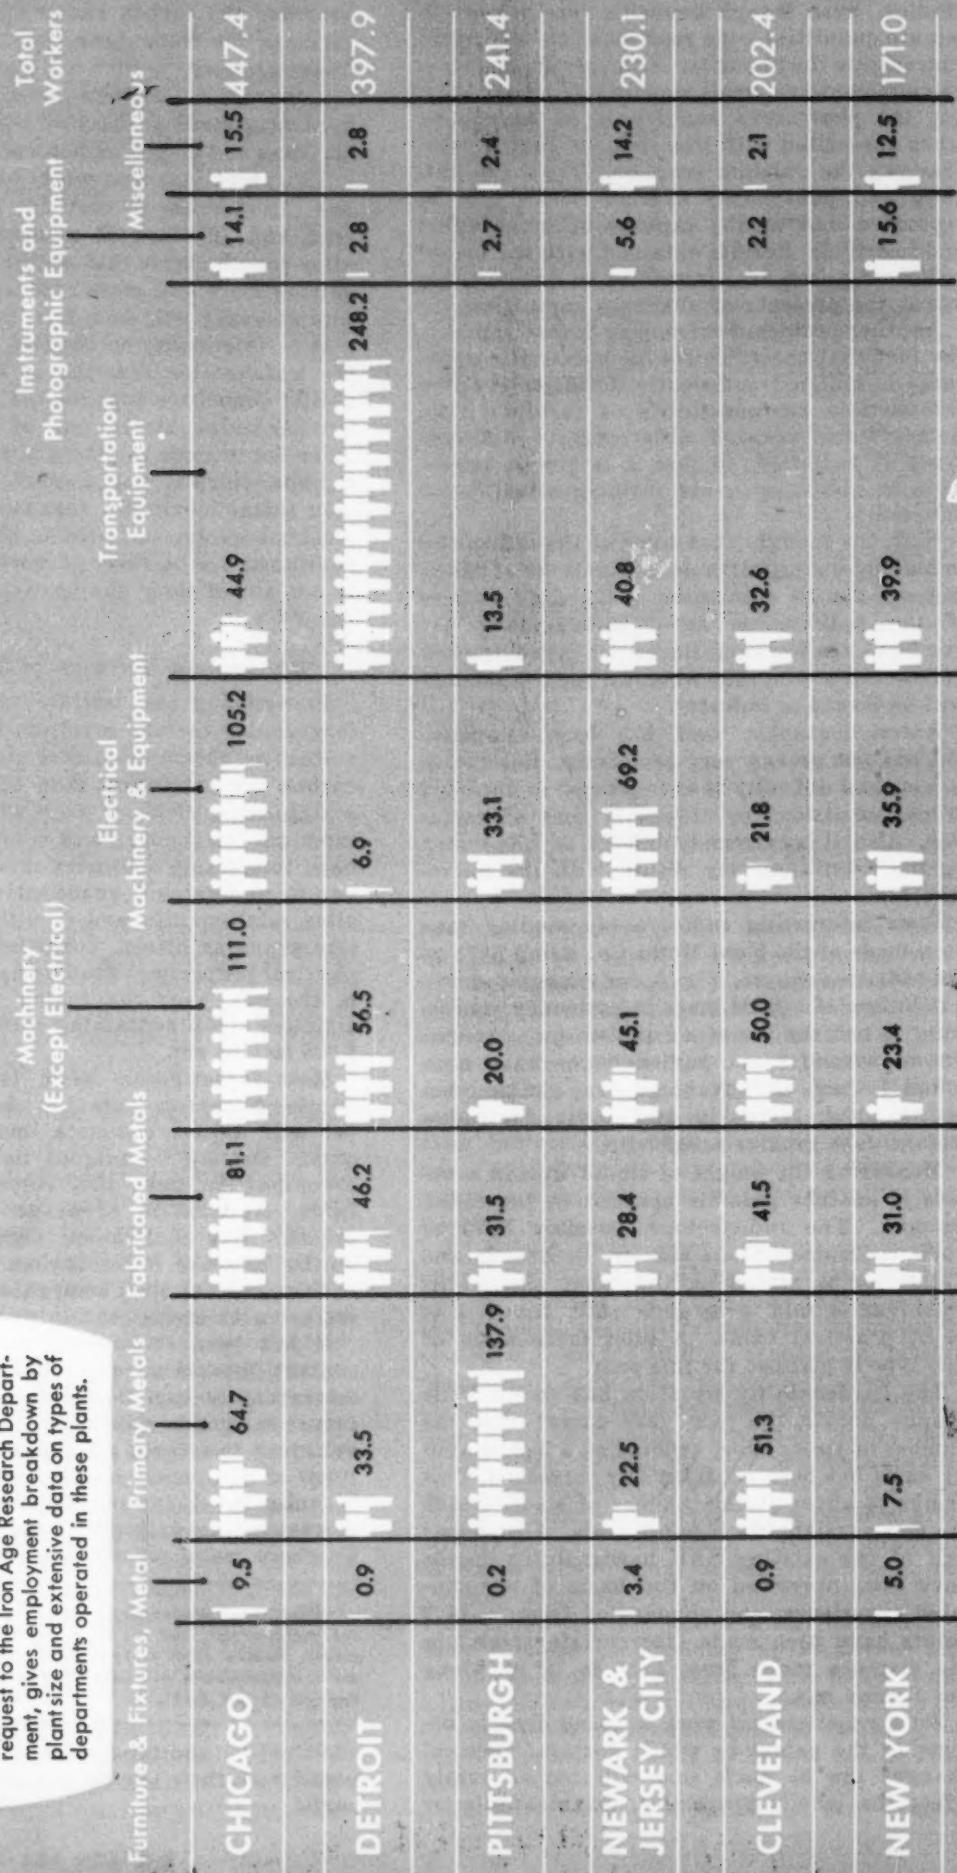 request to the Iron Age Research Depart-
ment, gives employment breakdown by
plant size and extensive data on types of
departments operated in these plants.
Furniture & Fixtures, Metal
Primary Metals
Fabricated Metals
Machinery
(Except Electrical)
Electrical
Machinery & Equipment
Transportation
Equipment
Instruments and
Photographic Equipment
Miscellaneous
Total
Workers
CHICAGO 9.5 64.7 81.1 111.0 105.2 44.9 14.1 15.5 447.4
DETROIT 0.9 33.5 46.2 56.5 6.9 248.2 2.8 2.8 397.9
PITTSBURGH 0.2 137.9 31.5 20.0 33.1 13.5 2.7 2.4 241.4
NEWARK &
JERSEY CITY 3.4 22.5 28.4 45.1 69.2 40.8 5.6 14.2 230.1
CLEVELAND 0.9 51.3 41.5 50.0 21.8 32.6 2.2 2.1 202.4
NEW YORK 5.0 7.5 31.0 23.4 35.9 39.9 15.6 12.5 171.0